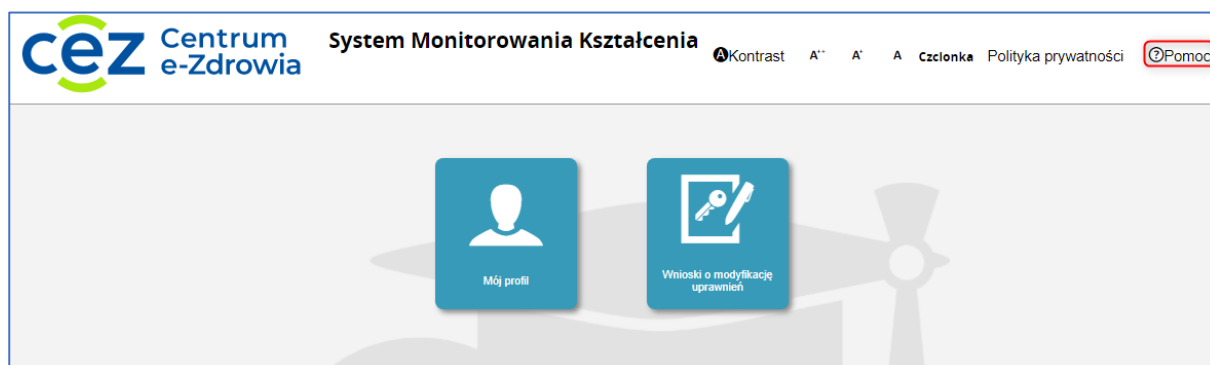 cez Centrum e-Zdrowia
System Monitorowania Kształcenia
Kontrast A++ A+ A Czcionka Polityka prywatności Pomoc
Mój profil
Wnioski o modyfikację
uprawnień